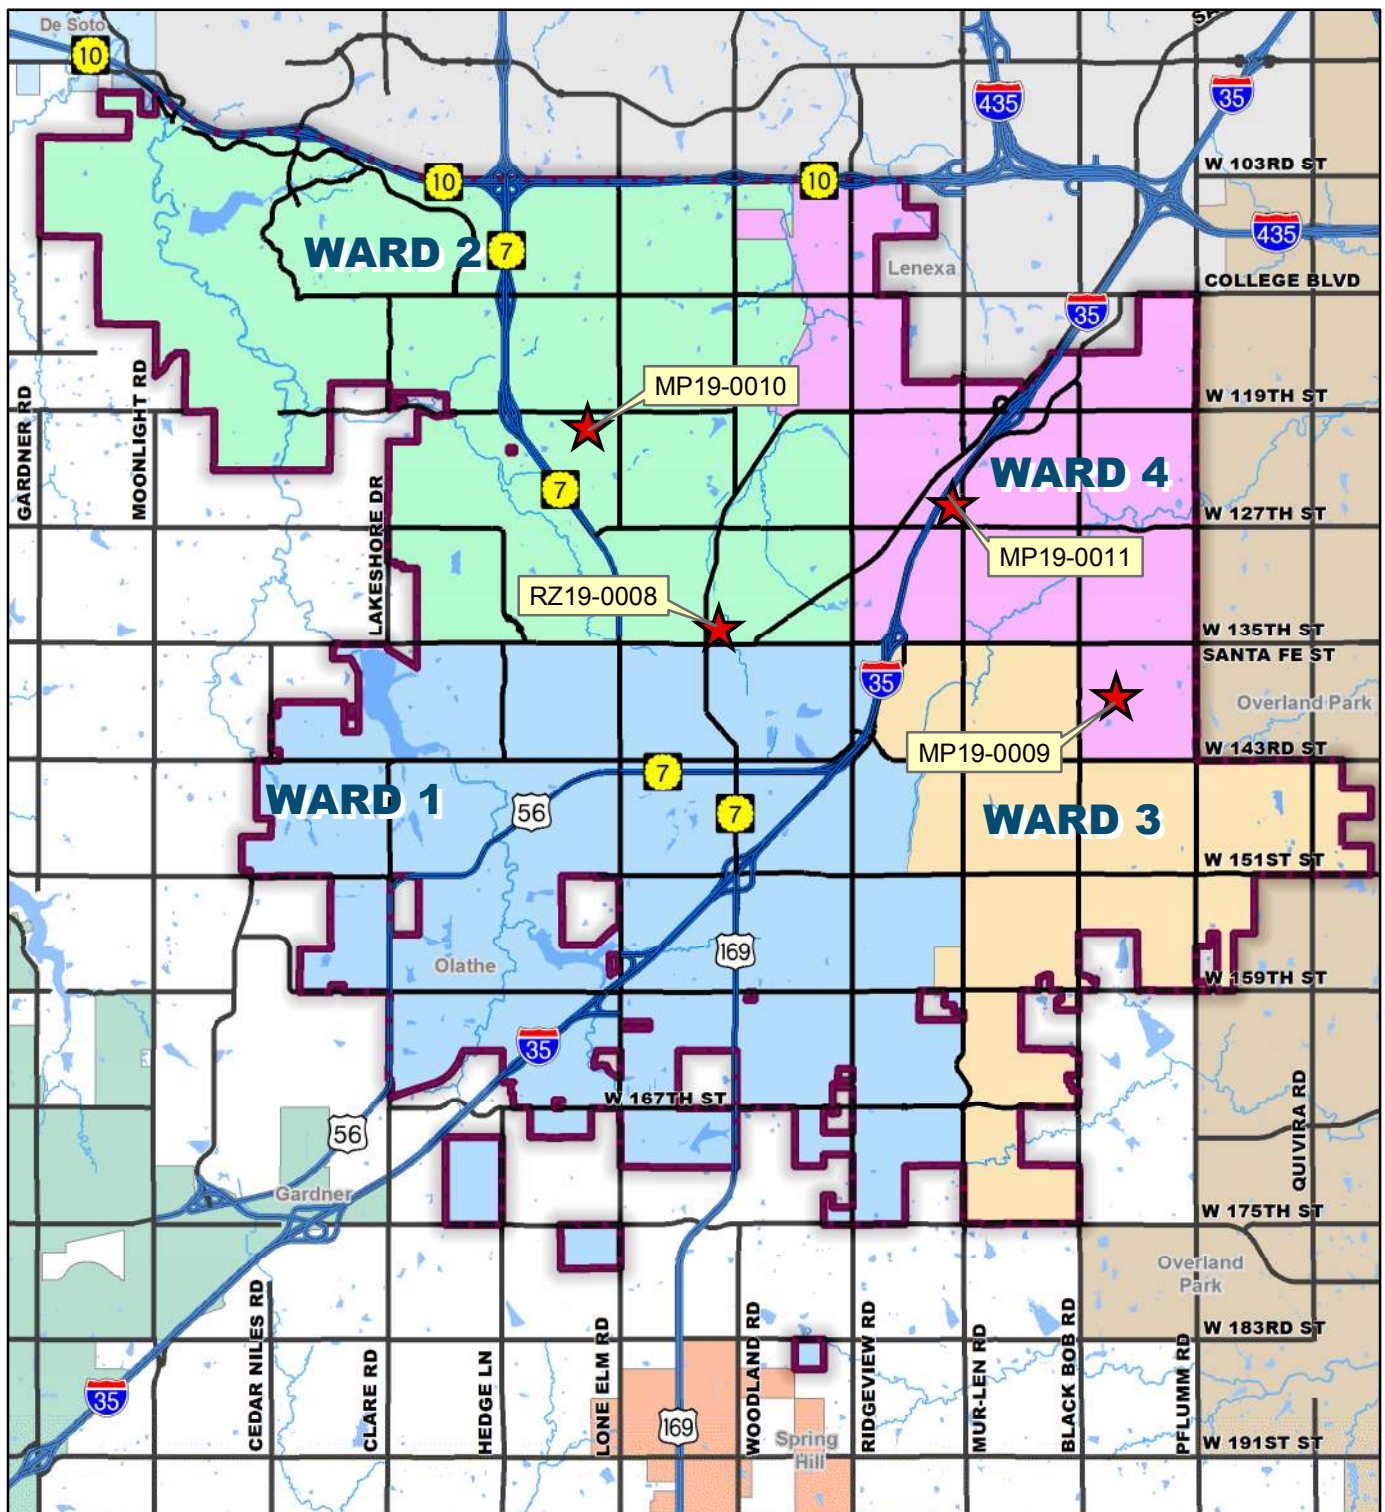 De Soto
10
435
35
W 103RD ST
10
10
WARD 2
7
435
Lenexa
COLLEGE BLVD
35
GARDNER RD
MOONLIGHT RD
MP19-0010
W 119TH ST
LAKESHORE DR
7
WARD 4
W 127TH ST
MP19-0011
RZ19-0008
W 135TH ST
SANTA FE ST
35
Overland Park
MP19-0009
W 143RD ST
7
WARD 1
56
7
WARD 3
W 151ST ST
169
Olathe
W 159TH ST
35
W 167TH ST
56
QUIVIRA RD
Gardner
W 175TH ST
Overland
Park
CEDAR NILES RD
CLARE RD
HEDGE LN
LONE ELM RD
WOODLAND RD
RIDGEVIEW RD
MUR-LEN RD
BLACK BOB RD
PFLUMM RD
W 183RD ST
35
169
Spring
Hill
W 191ST ST